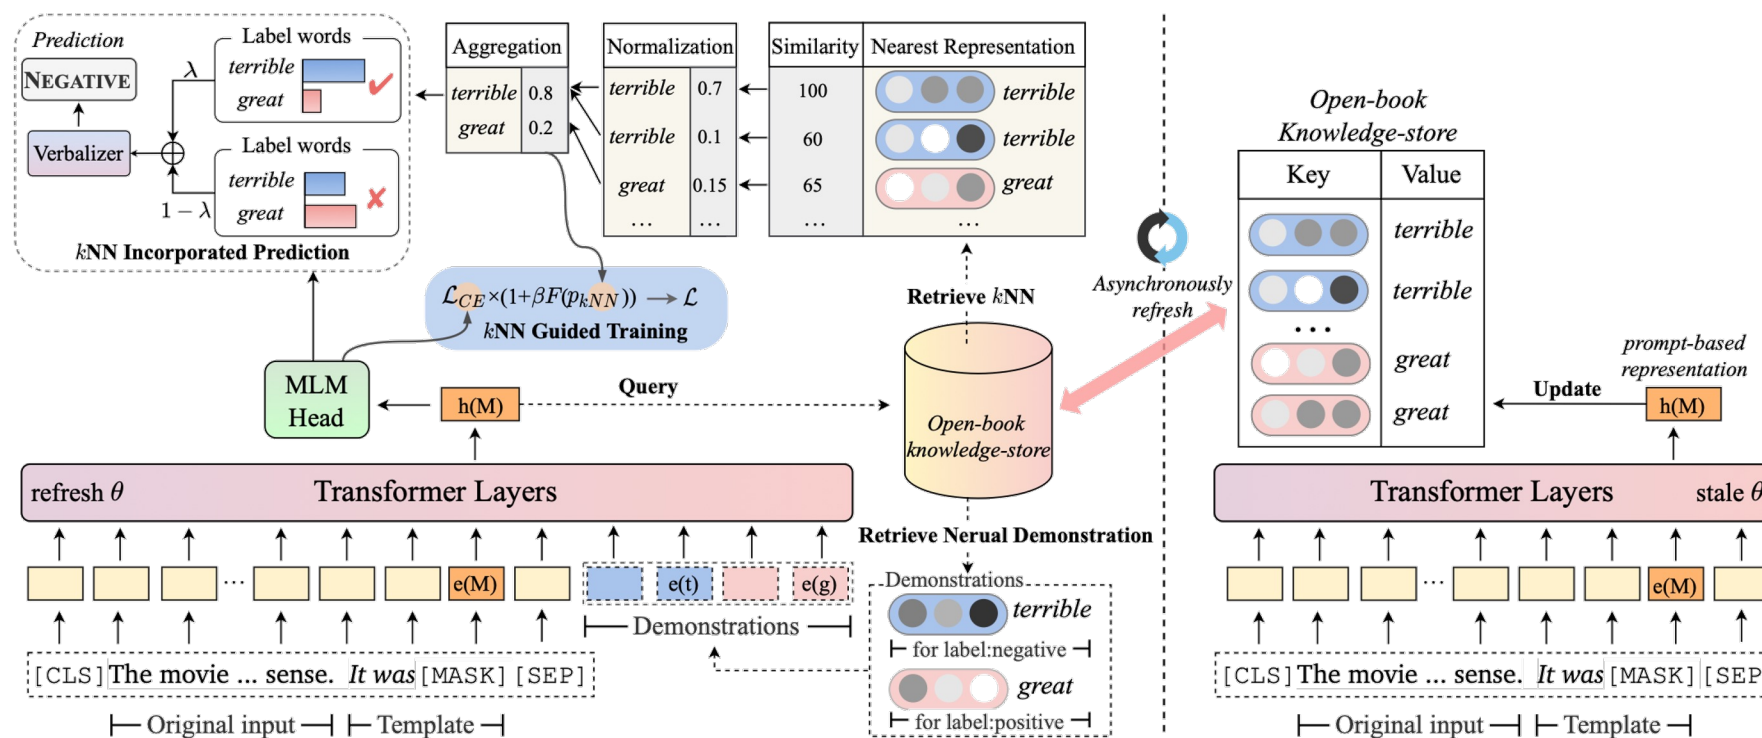 Prediction
NEGATIVE
Verbalizer
λ
1 − λ
Label words
terrible
great
Label words
terrible
great
kNN Incorporated Prediction
Aggregation
terrible 0.8
great 0.2
Normalization
terrible 0.7
terrible 0.1
great 0.15
... ...
Similarity Nearest Representation
100 terrible
60 terrible
65 great
...
ℒCE×(1+βF(pkNN)) → ℒ
kNN Guided Training
Retrieve kNN
MLM
Head
h(M)
Query
Open-book
knowledge-store
refresh θ Transformer Layers
... e(M) e(t) e(g)
Demonstrations
[CLS] The movie ... sense. It was [MASK] [SEP]
Original input Template
Retrieve Nerual Demonstration
Demonstrations
terrible
for label:negative
great
for label:positive
Asynchronously
refresh
Open-book
Knowledge-store
Key Value
terrible
terrible
...
great
great
prompt-based
representation
Update
h(M)
Transformer Layers stale θ
... e(M)
[CLS] The movie ... sense. It was [MASK] [SEP
Original input Template